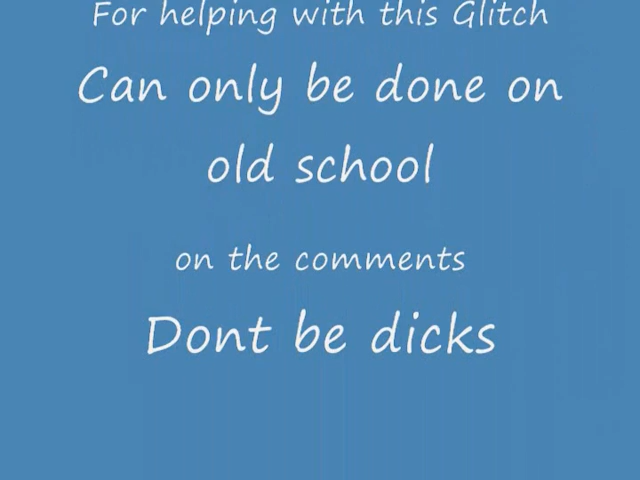 For helping with this Glitch
Can only be done on
old school
on the comments
Dont be dicks